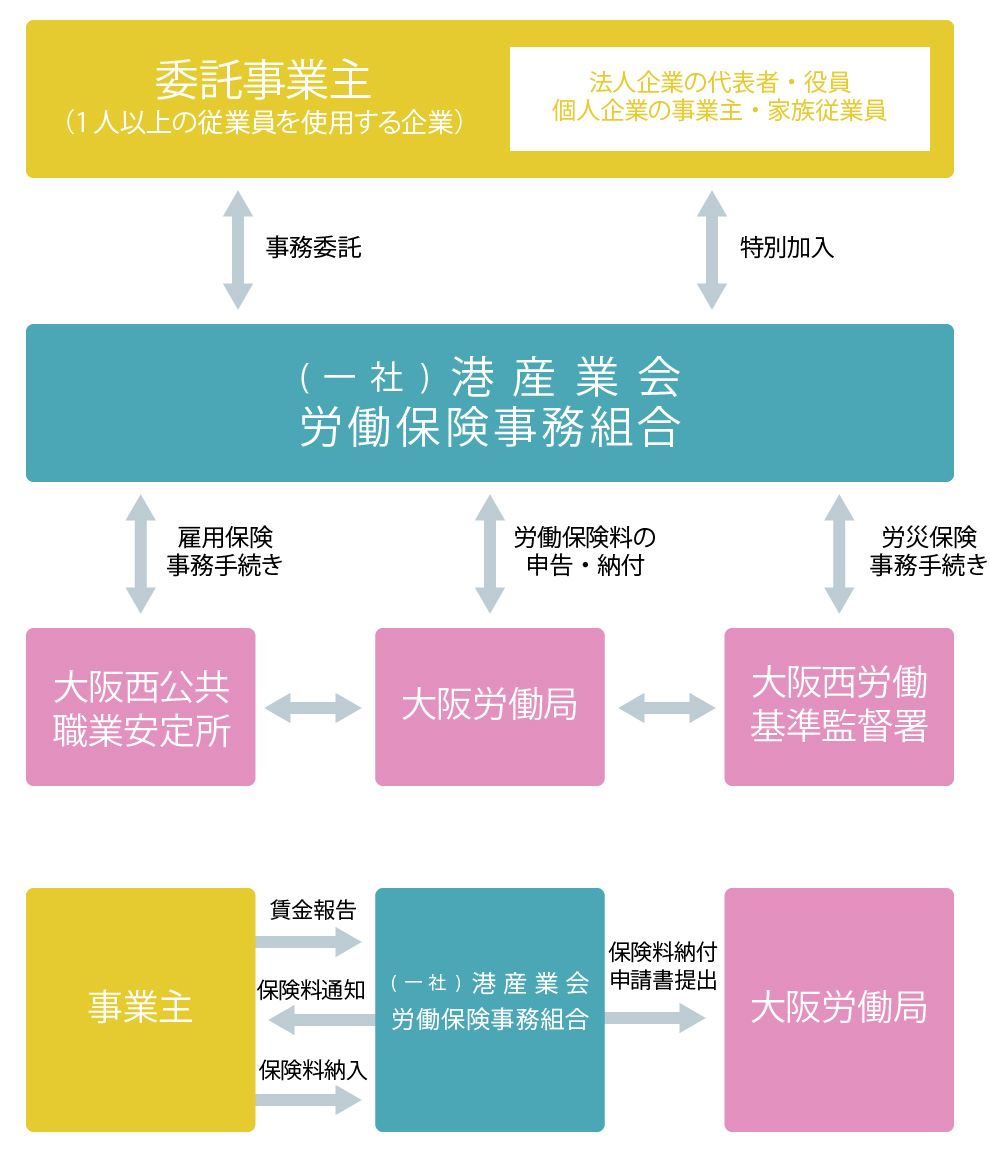 委託事業主
（1人以上の従業員を使用する企業）
法人企業の代表者・役員
個人企業の事業主・家族従業員
事務委託
特別加入
(一社)港産業会
労働保険事務組合
雇用保険
事務手続き
労働保険料の
申告・納付
労災保険
事務手続き
大阪西公共
職業安定所
大阪労働局
大阪西労働
基準監督署
事業主
賃金報告
保険料通知
保険料納入
(一社)港産業会
労働保険事務組合
保険料納付
申請書提出
大阪労働局